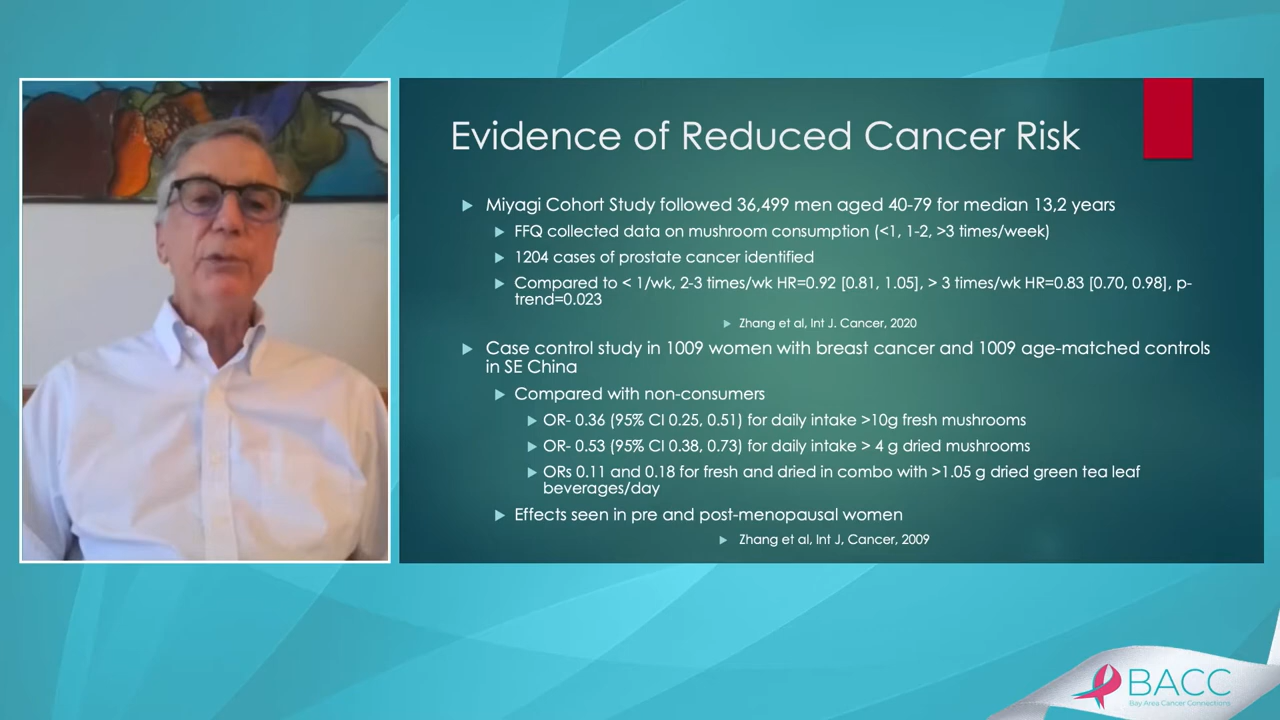 Evidence of Reduced Cancer Risk
Miyagi Cohort Study followed 36,499 men aged 40-79 for median 13,2 years
FFQ collected data on mushroom consumption (<1, 1-2, >3 times/week)
1204 cases of prostate cancer identified
Compared to < 1/wk, 2-3 times/wk HR=0.92 [0.81, 1.05], > 3 times/wk HR=0.83 [0.70, 0.98], p-
trend=0.023
Zhang et al, Int J. Cancer, 2020
Case control study in 1009 women with breast cancer and 1009 age-matched controls
in SE China
Compared with non-consumers
OR- 0.36 (95% CI 0.25, 0.51) for daily intake >10g fresh mushrooms
OR- 0.53 (95% CI 0.38, 0.73) for daily intake > 4 g dried mushrooms
ORs 0.11 and 0.18 for fresh and dried in combo with >1.05 g dried green tea leaf
beverages/day
Effects seen in pre and post-menopausal women
Zhang et al, Int J, Cancer, 2009
BACC
Bay Area Cancer Connections